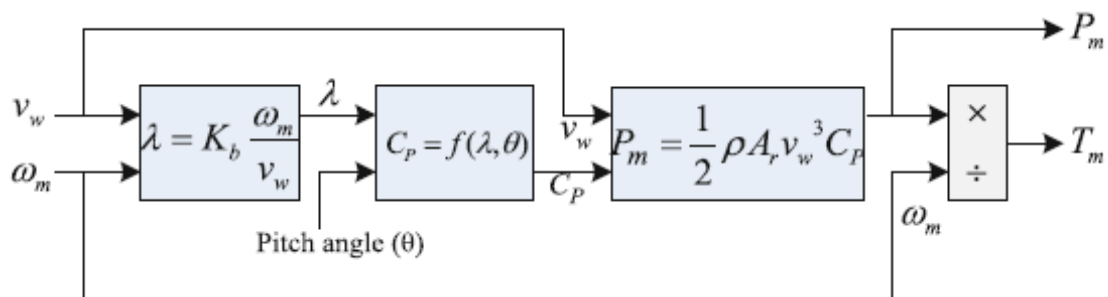 P_m
v_w
λ = K_b ω_m / v_w
λ
C_P = f(λ,θ)
v_w
P_m = 1/2 ρ A_r v_w^3 C_P
×
÷
T_m
ω_m
C_P
ω_m
Pitch angle (θ)